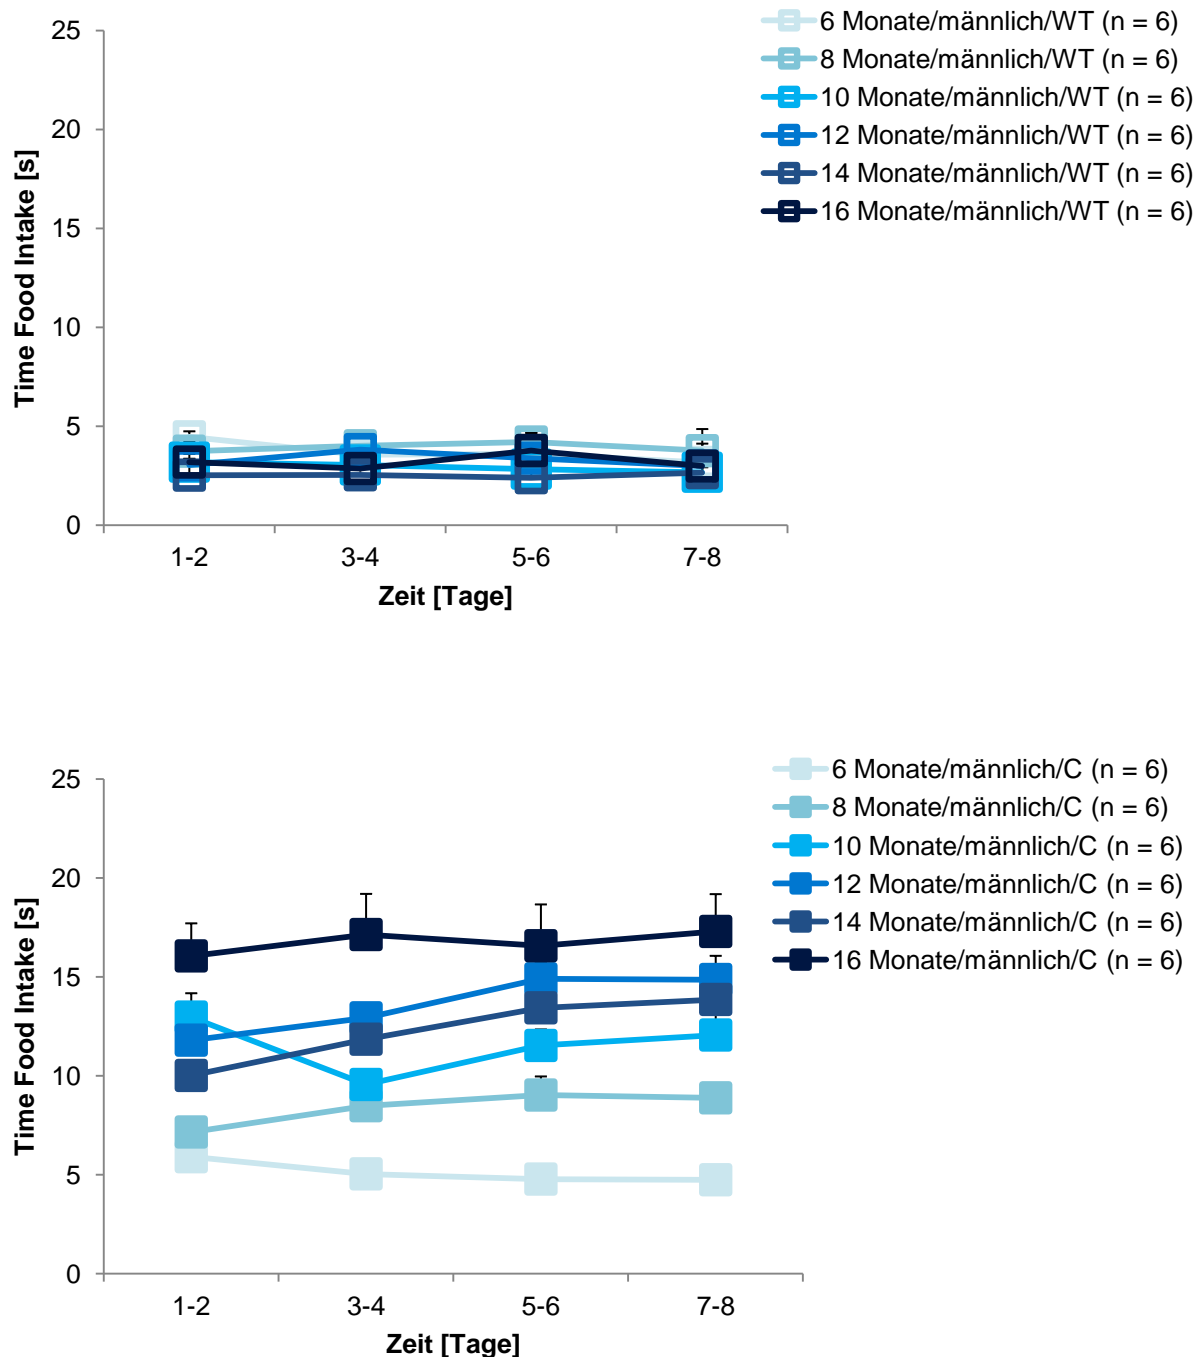 6 Monate/männlich/WT (n = 6)
8 Monate/männlich/WT (n = 6)
10 Monate/männlich/WT (n = 6)
12 Monate/männlich/WT (n = 6)
14 Monate/männlich/WT (n = 6)
16 Monate/männlich/WT (n = 6)
Time Food Intake [s]
25
20
15
10
5
0
1-2 3-4 5-6 7-8
Zeit [Tage]
6 Monate/männlich/C (n = 6)
8 Monate/männlich/C (n = 6)
10 Monate/männlich/C (n = 6)
12 Monate/männlich/C (n = 6)
14 Monate/männlich/C (n = 6)
16 Monate/männlich/C (n = 6)
Time Food Intake [s]
25
20
15
10
5
0
1-2 3-4 5-6 7-8
Zeit [Tage]